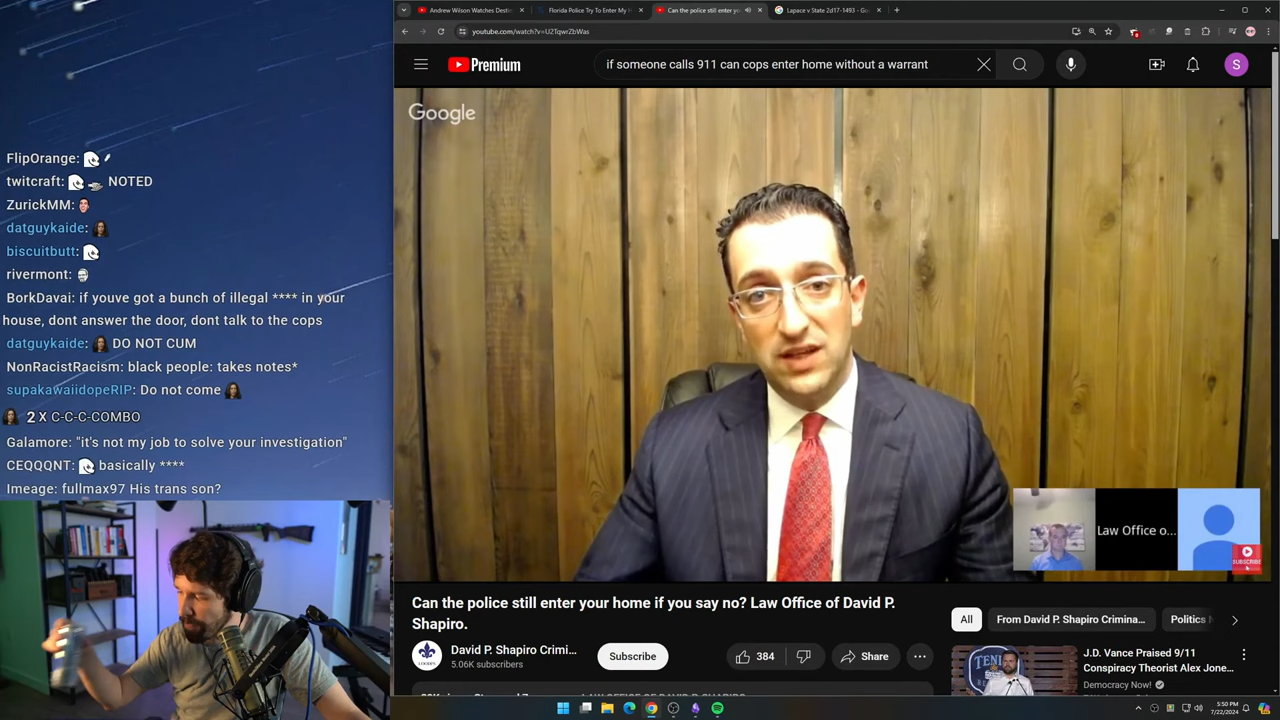 Andrew Wilson Watches Desti
Florida Police Try To Enter My H
Can the police still enter yo
Lapace v State 2d17-1493 - Go
youtube.com/watch?v=U2TqwrZbWas
Premium
if someone calls 911 can cops enter home without a warrant
S
Google
FlipOrange:
twitcraft: NOTED
ZurickMM:
datguykaide:
biscuitbutt:
rivermont:
BorkDavai: if youve got a bunch of illegal **** in your
house, dont answer the door, dont talk to the cops
datguykaide: DO NOT CUM
NonRacistRacism: black people: takes notes*
supakawaiidopeRIP: Do not come
2 X C-C-C-COMBO
Galamore: "it's not my job to solve your investigation"
CEQQQNT: basically ****
Imeage: fullmax97 His trans son?
Law Office o...
SUBSCRIBE
Can the police still enter your home if you say no? Law Office of David P.
Shapiro.
David P. Shapiro Crimi...
5.06K subscribers
Subscribe
384
Share
All
From David P. Shapiro Crimina...
Politics
J.D. Vance Praised 9/11
Conspiracy Theorist Alex Jone...
Democracy Now!
5:50 PM
7/22/2024